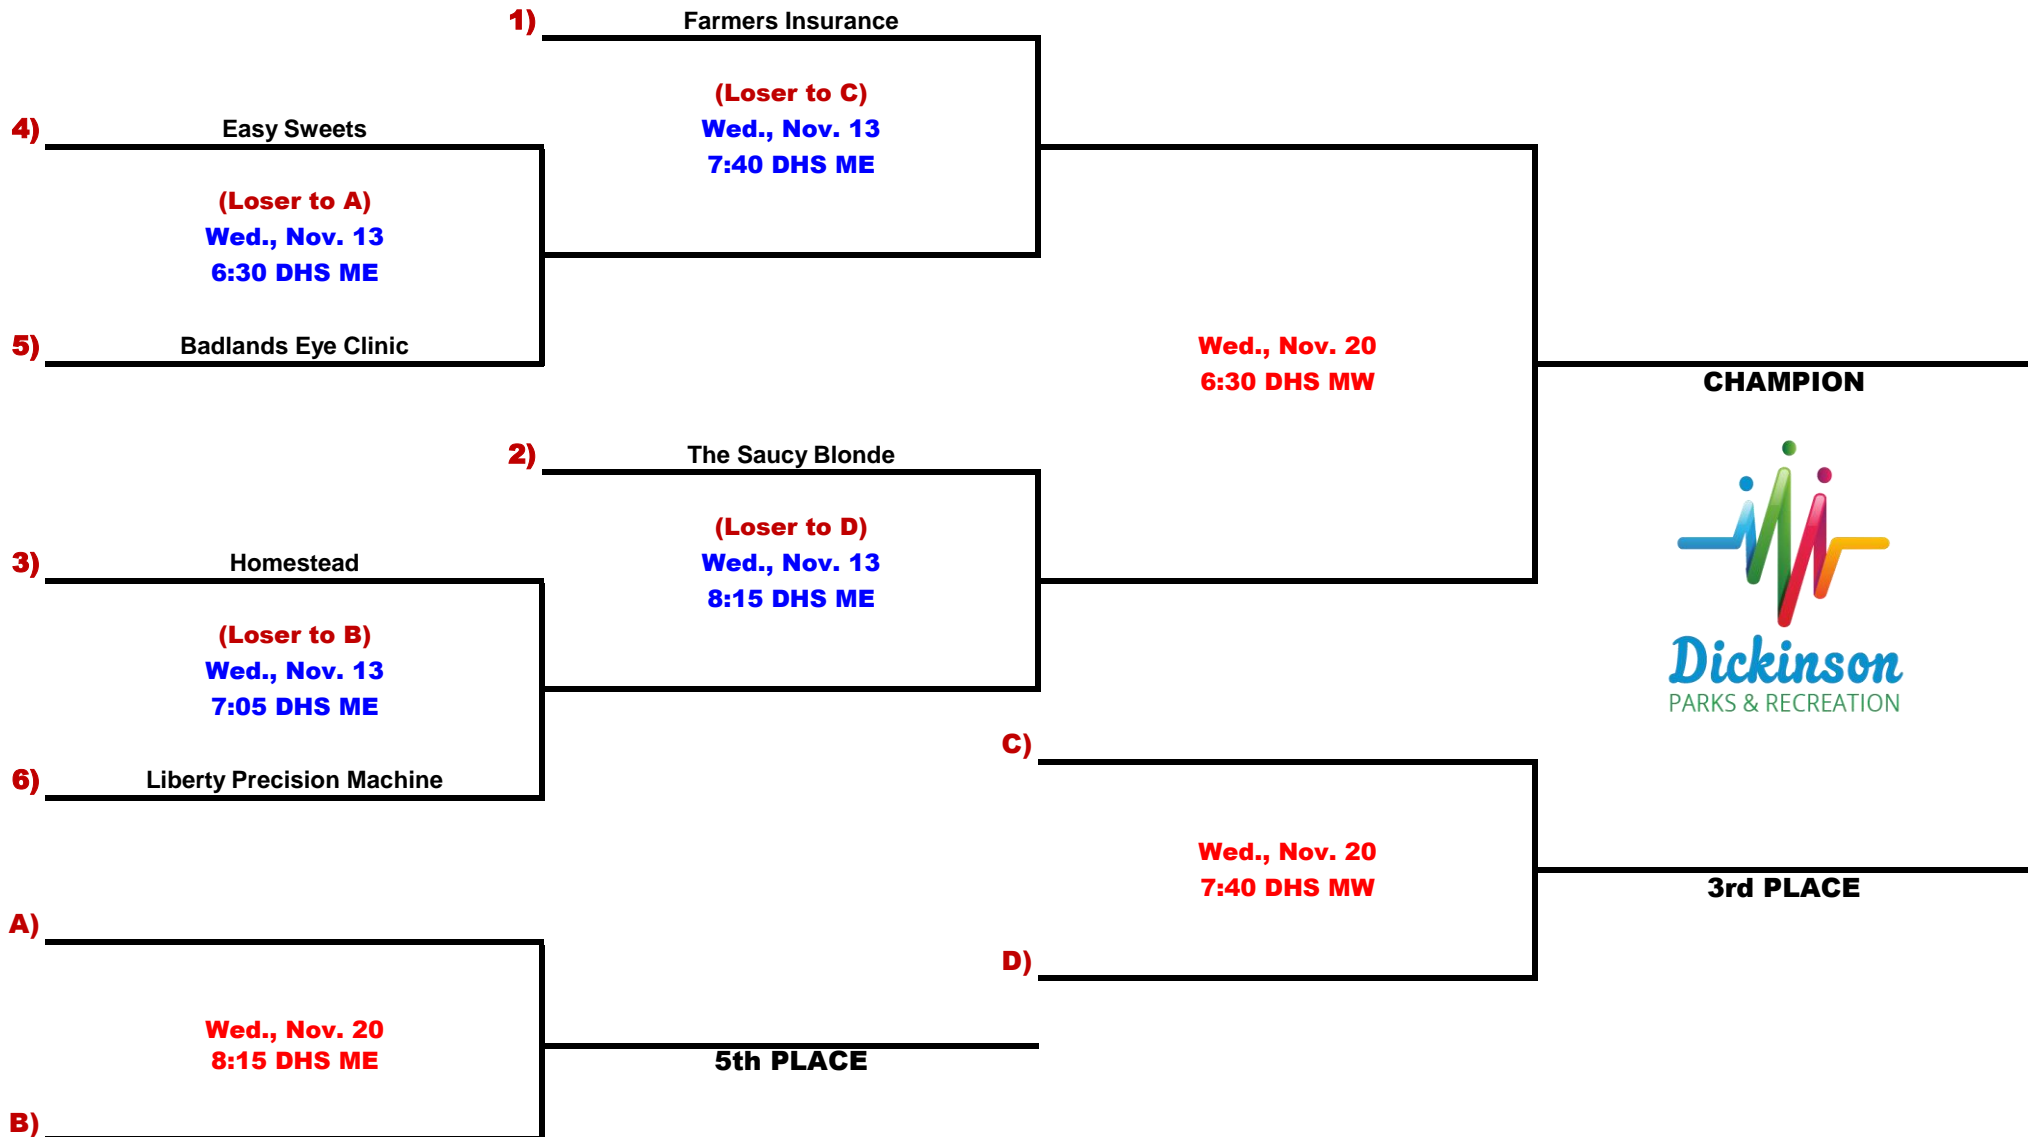 1) Farmers Insurance
(Loser to C)
Wed., Nov. 13
7:40 DHS ME
4) Easy Sweets
(Loser to A)
Wed., Nov. 13
6:30 DHS ME
5) Badlands Eye Clinic
Wed., Nov. 20
6:30 DHS MW
CHAMPION
2) The Saucy Blonde
(Loser to D)
Wed., Nov. 13
8:15 DHS ME
3) Homestead
(Loser to B)
Wed., Nov. 13
7:05 DHS ME
6) Liberty Precision Machine
Dickinson
PARKS & RECREATION
C)
Wed., Nov. 20
7:40 DHS MW
3rd PLACE
D)
A)
Wed., Nov. 20
8:15 DHS ME
5th PLACE
B)